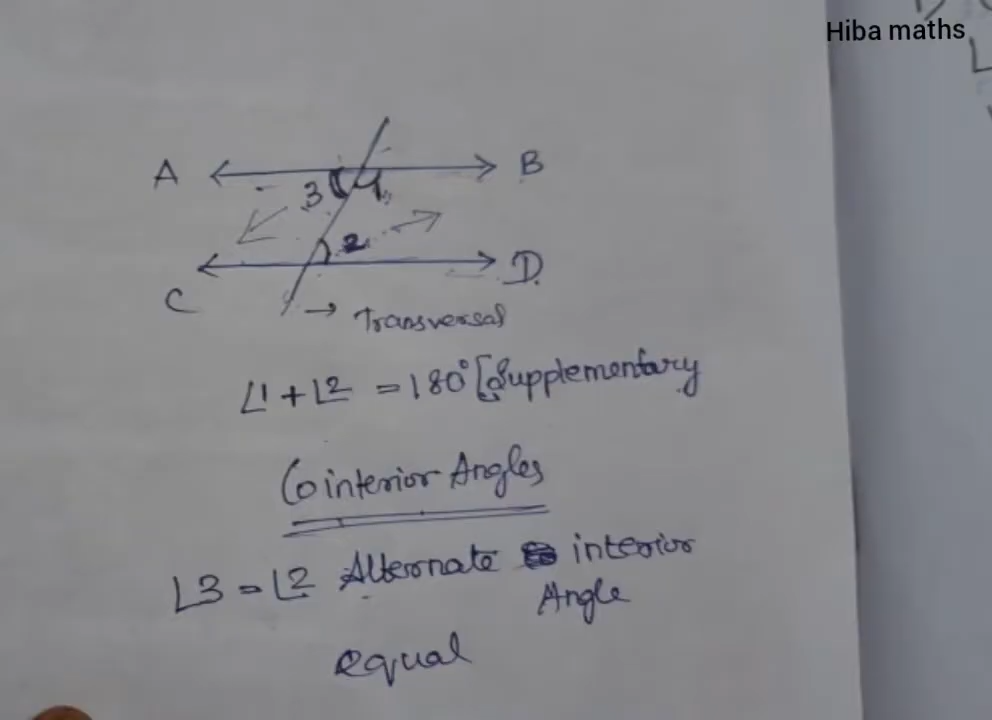 Hiba maths
A
B
3
1
2
C
D.
→ Transversal
∠1 + ∠2 = 180° [Supplementary
Cointerior Angles
∠3 = ∠2 Alternate interior
Angle
equal